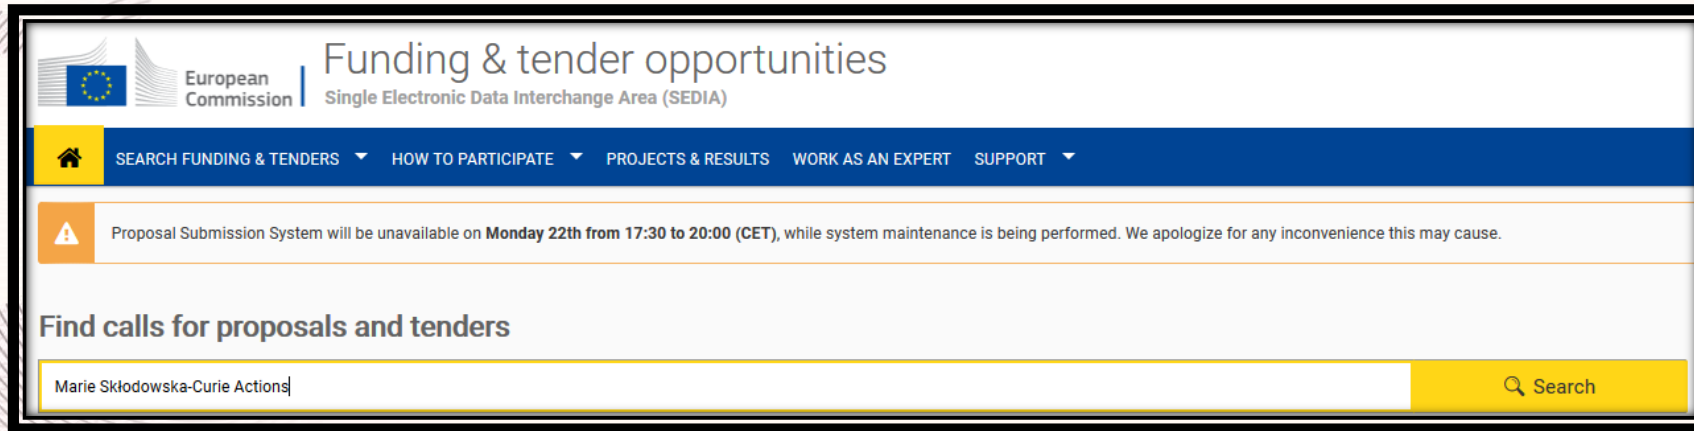 European
Commission
Funding & tender opportunities
Single Electronic Data Interchange Area (SEDIA)
SEARCH FUNDING & TENDERS HOW TO PARTICIPATE PROJECTS & RESULTS WORK AS AN EXPERT SUPPORT
Proposal Submission System will be unavailable on Monday 22th from 17:30 to 20:00 (CET), while system maintenance is being performed. We apologize for any inconvenience this may cause.
Find calls for proposals and tenders
Marie Skłodowska-Curie Actions
Search